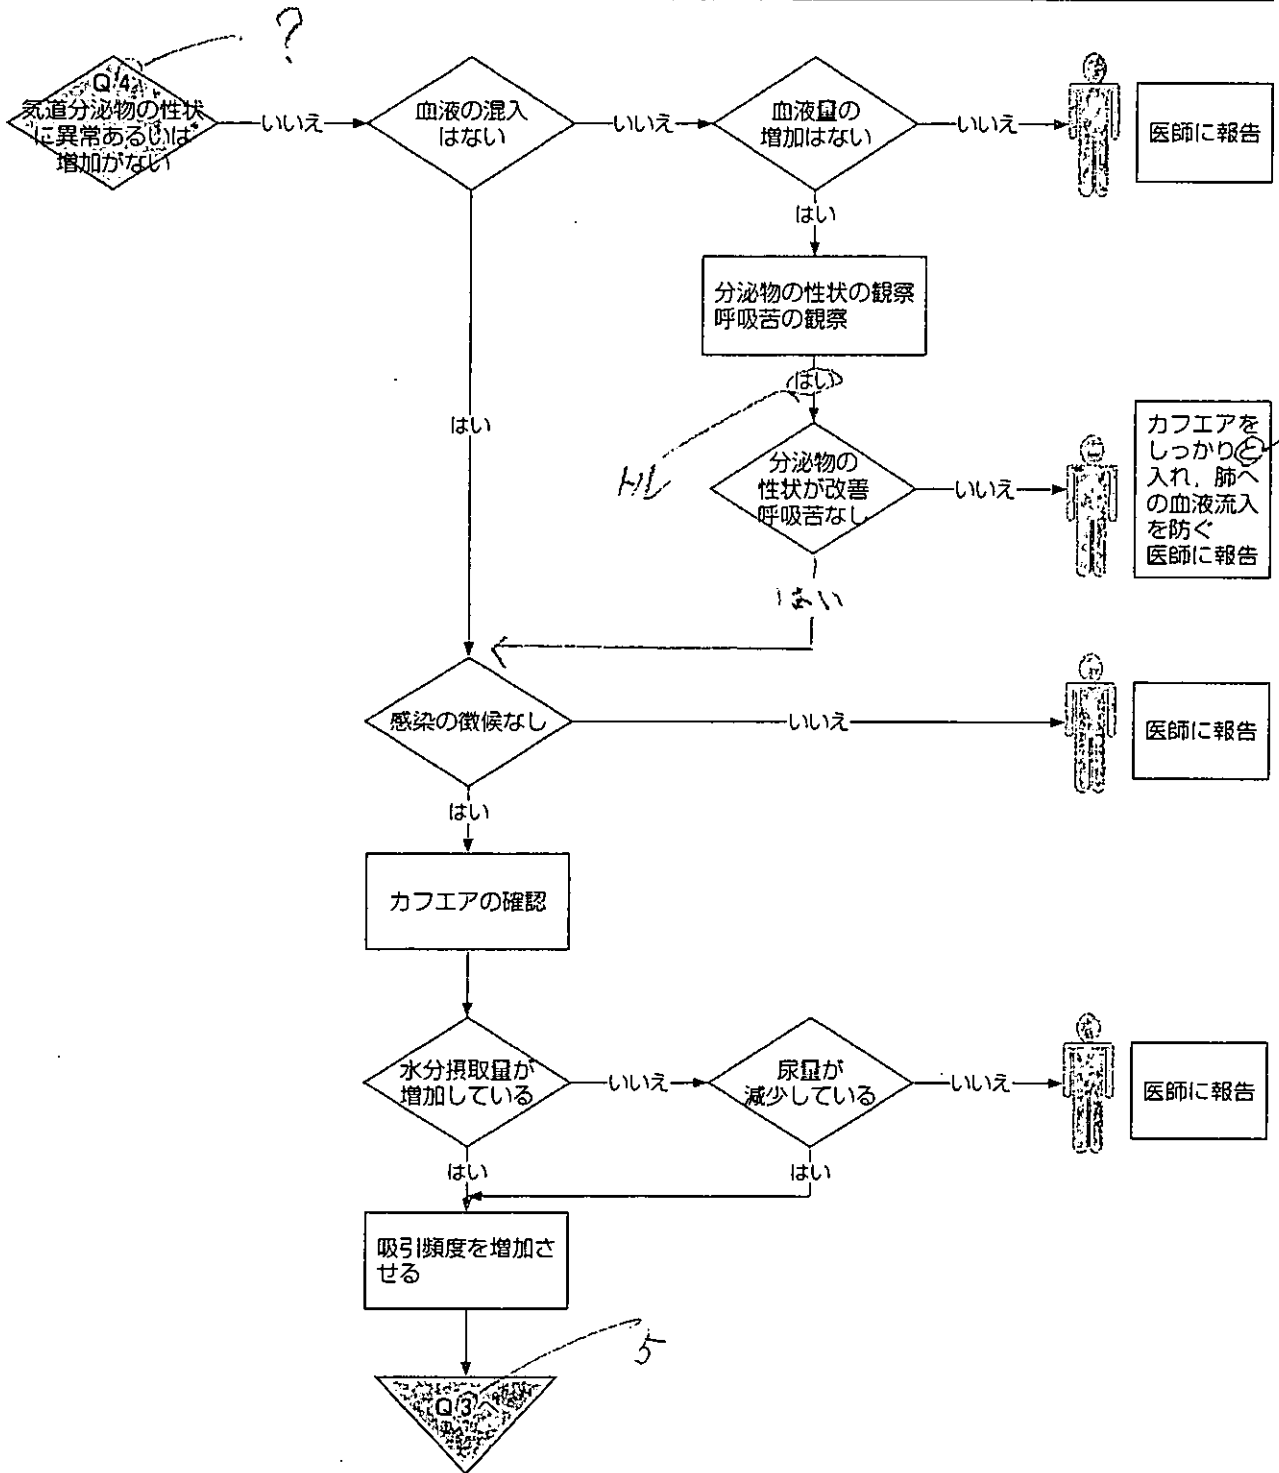 ?
Q4
気道分泌物の性状
に異常あるいは
増加がない
いいえ
血液の混入
はない
いいえ
血液量の
増加はない
いいえ
医師に報告
はい
分泌物の性状の観察
呼吸苦の観察
はい
はい
分泌物の
性状が改善
呼吸苦なし
いいえ
カフエアを
しっかりと
入れ，肺へ
の血液流入
を防ぐ
医師に報告
はい
感染の徴候なし
いいえ
医師に報告
はい
カフエアの確認
水分摂取量が
増加している
いいえ
尿量が
減少している
いいえ
医師に報告
はい
はい
吸引頻度を増加さ
せる
5
Q3へ